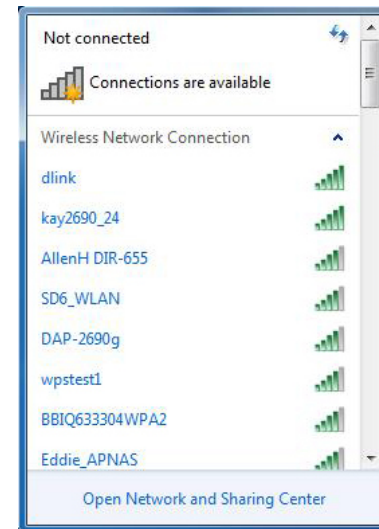 Not connected
Connections are available
Wireless Network Connection
dlink
kay2690_24
AllenH DIR-655
SD6_WLAN
DAP-2690g
wpstest1
BBIQ633304WPA2
Eddie_APNAS
Open Network and Sharing Center